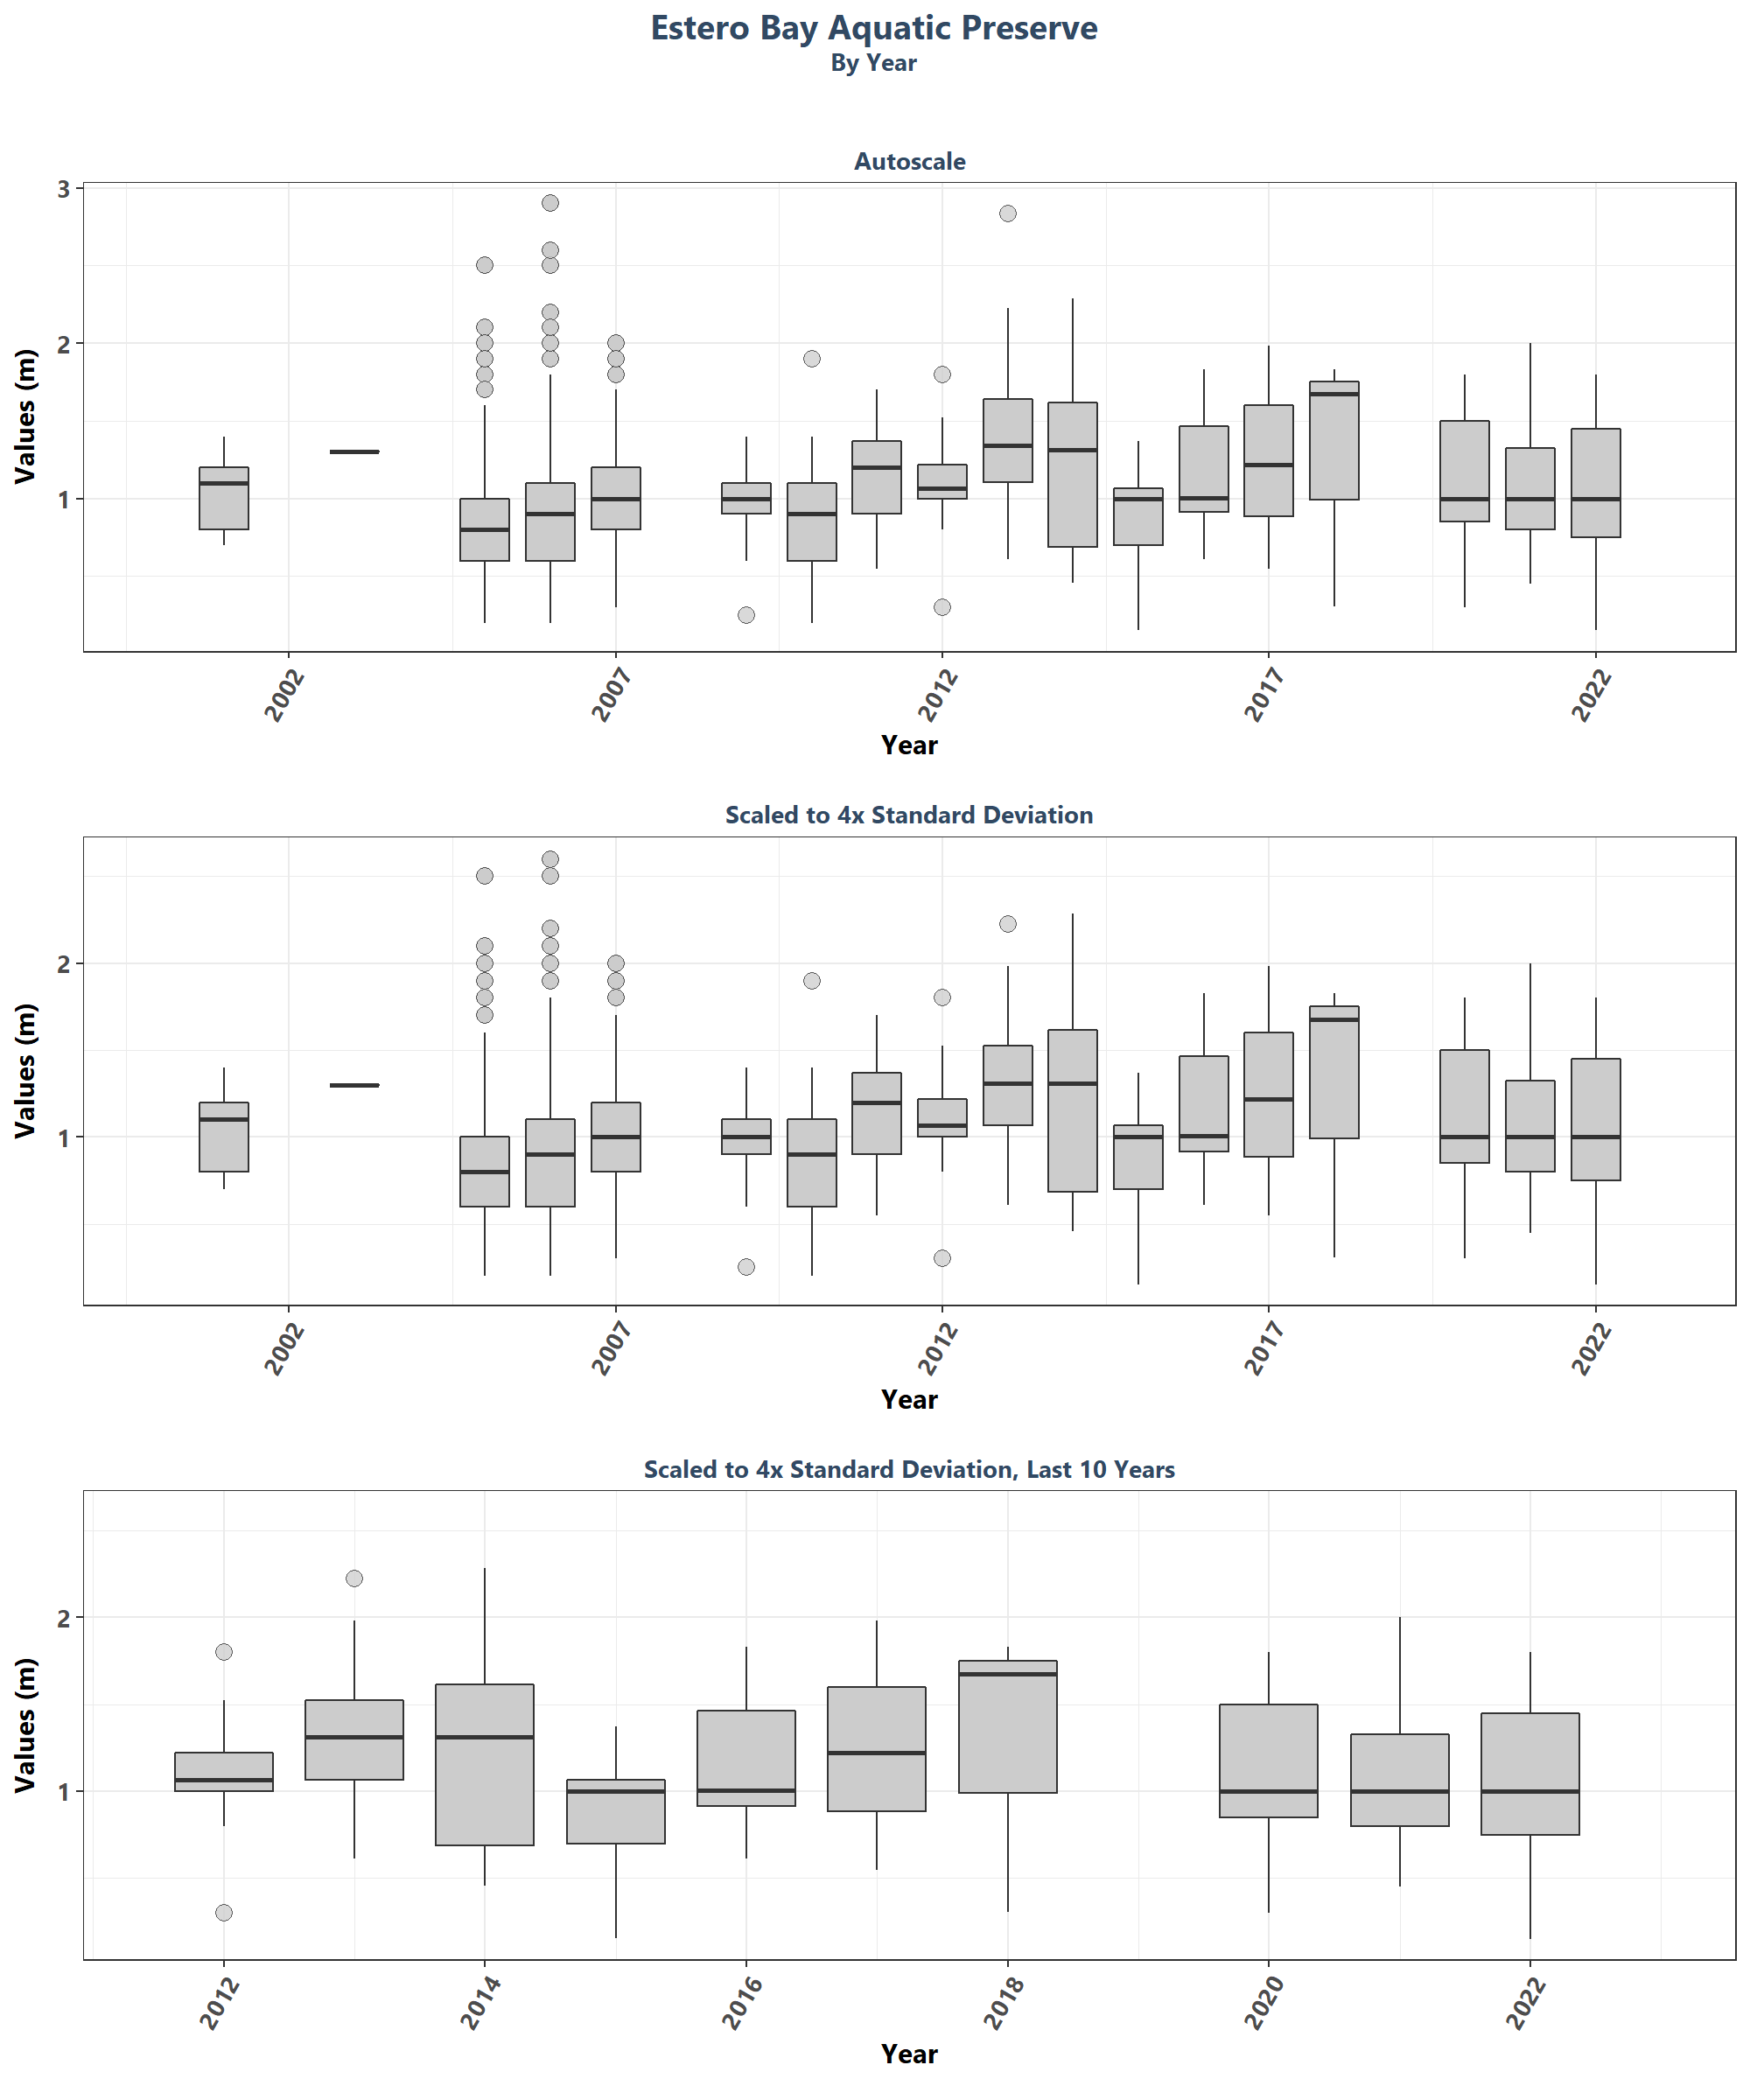 Estero Bay Aquatic Preserve
By Year
Autoscale
Values (m)
3
2
1
2002
2007
2012
2017
2022
Year
Scaled to 4x Standard Deviation
Values (m)
2
1
2002
2007
2012
2017
2022
Year
Scaled to 4x Standard Deviation, Last 10 Years
Values (m)
2
1
2012
2014
2016
2018
2020
2022
Year